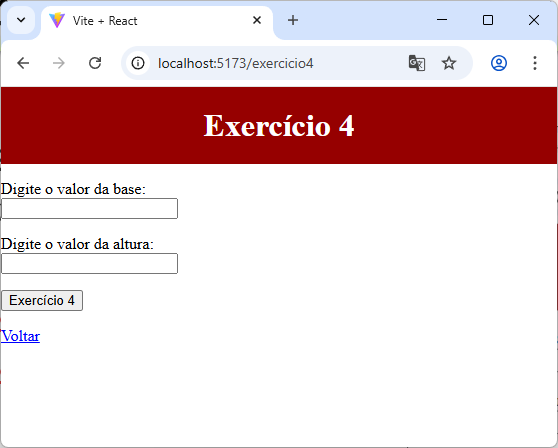 Vite + React
localhost:5173/exercicio4
Exercício 4
Digite o valor da base:
Digite o valor da altura:
Exercício 4
Voltar